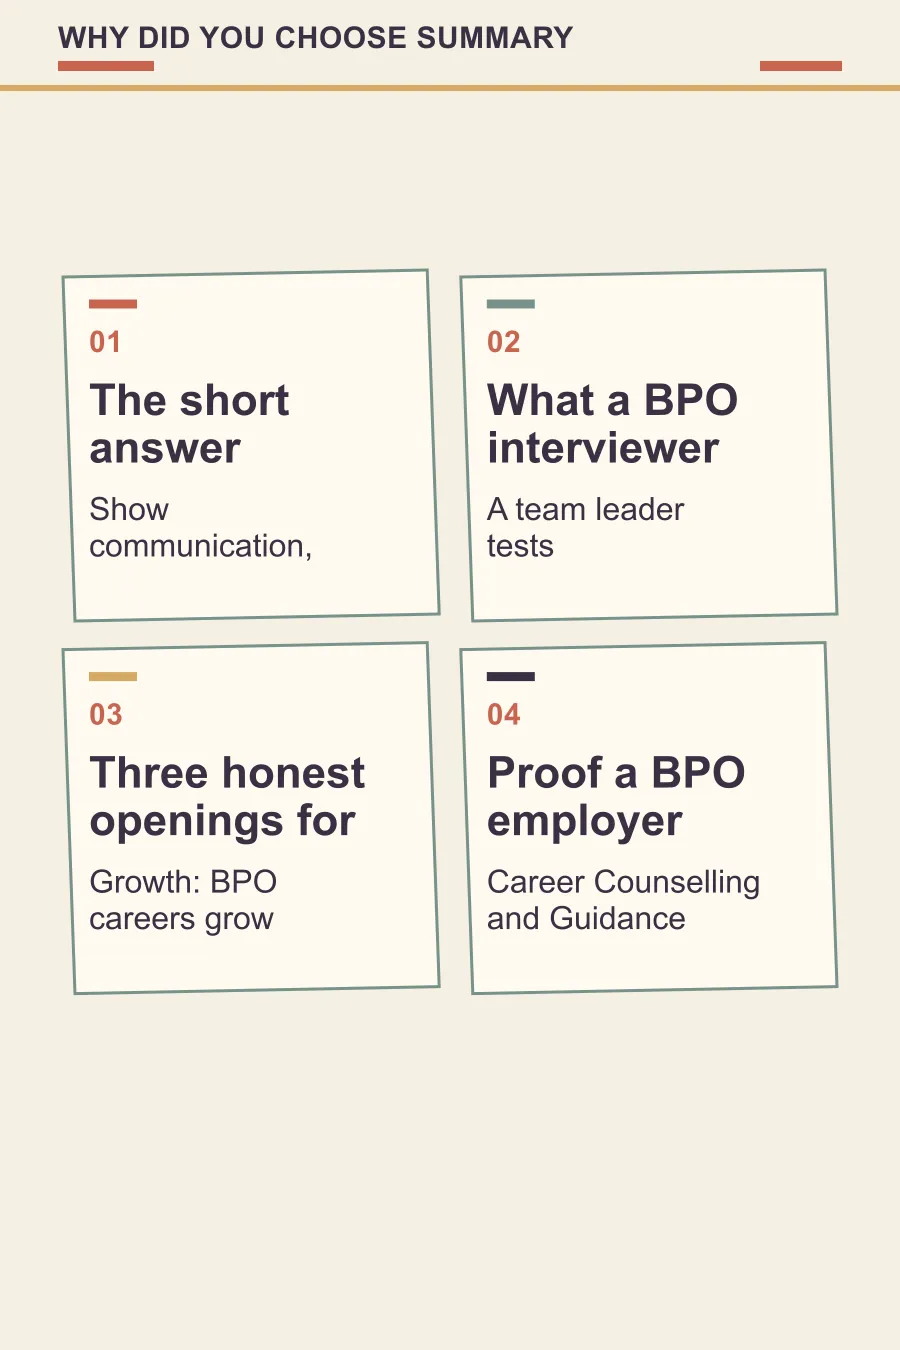 WHY DID YOU CHOOSE SUMMARY
01
The short
answer
Show
communication,
02
What a BPO
interviewer
A team leader
tests
03
Three honest
openings for
Growth: BPO
careers grow
04
Proof a BPO
employer
Career Counselling
and Guidance